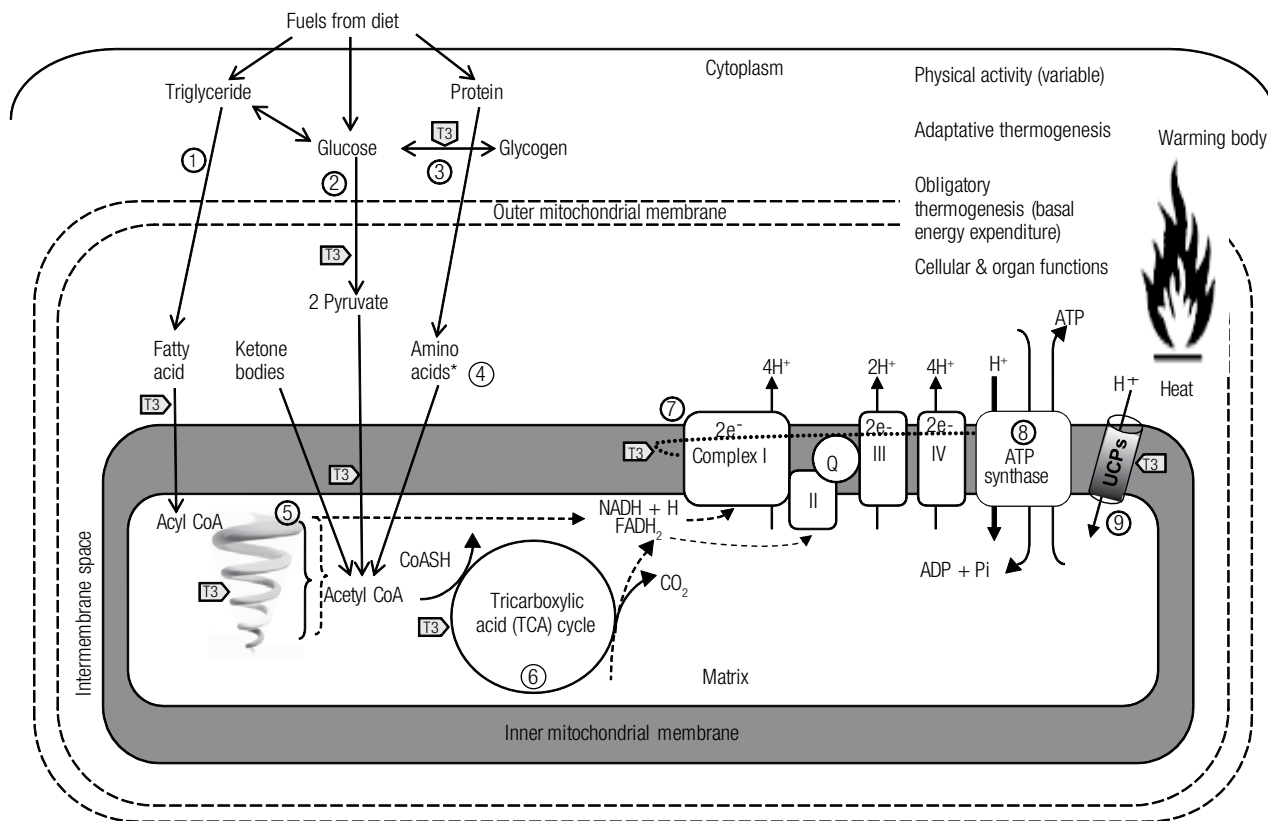 Fuels from diet
Cytoplasm
Physical activity (variable)
Triglyceride
Protein
T3
Adaptative thermogenesis
Warming body
Glucose
Glycogen
1
2
3
Obligatory
thermogenesis (basal
energy expenditure)
Outer mitochondrial membrane
T3
Cellular & organ functions
2 Pyruvate
ATP
Fatty
acid
Ketone
bodies
Amino
acids*
4
4H⁺
2H⁺
4H⁺
H⁺
H⁺
Heat
T3
7
2e⁻
Complex I
2e-
III
2e-
IV
8
ATP
synthase
UCPs
T3
T3
Q
II
T3
9
Acyl CoA
5
NADH + H
FADH₂
CoASH
ADP + Pi
T3
Acetyl CoA
CO₂
Tricarboxylic
acid (TCA) cycle
T3
6
Matrix
Intermembrane space
Inner mitochondrial membrane